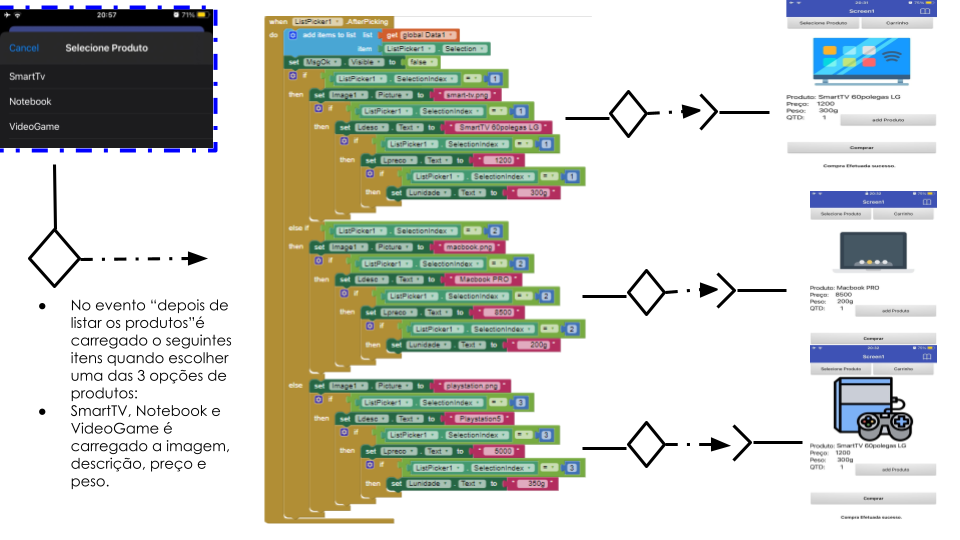 20:57
71%
Cancel
Selecione Produto
SmartTv
Notebook
VideoGame
● No evento “depois de
listar os produtos”é
carregado o seguintes
itens quando escolher
uma das 3 opções de
produtos:
● SmartTV, Notebook e
VideoGame é
carregado a imagem,
descrição, preço e
peso.
when ListPicker1 .AfterPicking
do add items to list list get global Data1
item ListPicker1 . Selection
set MsgOk . Visible to false
if ListPicker1 . SelectionIndex = 1
then set Image1 . Picture to " smart-tv.png "
if ListPicker1 . SelectionIndex = 1
then set Ldesc . Text to " SmartTV 60polegas LG "
if ListPicker1 . SelectionIndex = 1
then set Lpreco . Text to " 1200 "
if ListPicker1 . SelectionIndex = 1
then set Lunidade . Text to " 300g "
else if ListPicker1 . SelectionIndex = 2
then set Image1 . Picture to " macbook.png "
if ListPicker1 . SelectionIndex = 2
then set Ldesc . Text to " Macbook PRO "
if ListPicker1 . SelectionIndex = 2
then set Lpreco . Text to " 8500 "
if ListPicker1 . SelectionIndex = 2
then set Lunidade . Text to " 200g "
else set Image1 . Picture to " playstation.png "
if ListPicker1 . SelectionIndex = 3
then set Ldesc . Text to " Playstation5 "
if ListPicker1 . SelectionIndex = 3
then set Lpreco . Text to " 5000 "
if ListPicker1 . SelectionIndex = 3
then set Lunidade . Text to " 350g "
Screen1
Selecione Produto Carrinho
Produto: SmartTV 60polegas LG
Preço: 1200
Peso: 300g
QTD: 1 add Produto
Comprar
Compra Efetuada sucesso.
Screen1
Selecione Produto Carrinho
Produto: Macbook PRO
Preço: 8500
Peso: 200g
QTD: 1 add Produto
Comprar
Screen1
Selecione Produto Carrinho
Produto: SmartTV 60polegas LG
Preço: 1200
Peso: 300g
QTD: 1 add Produto
Comprar
Compra Efetuada sucesso.